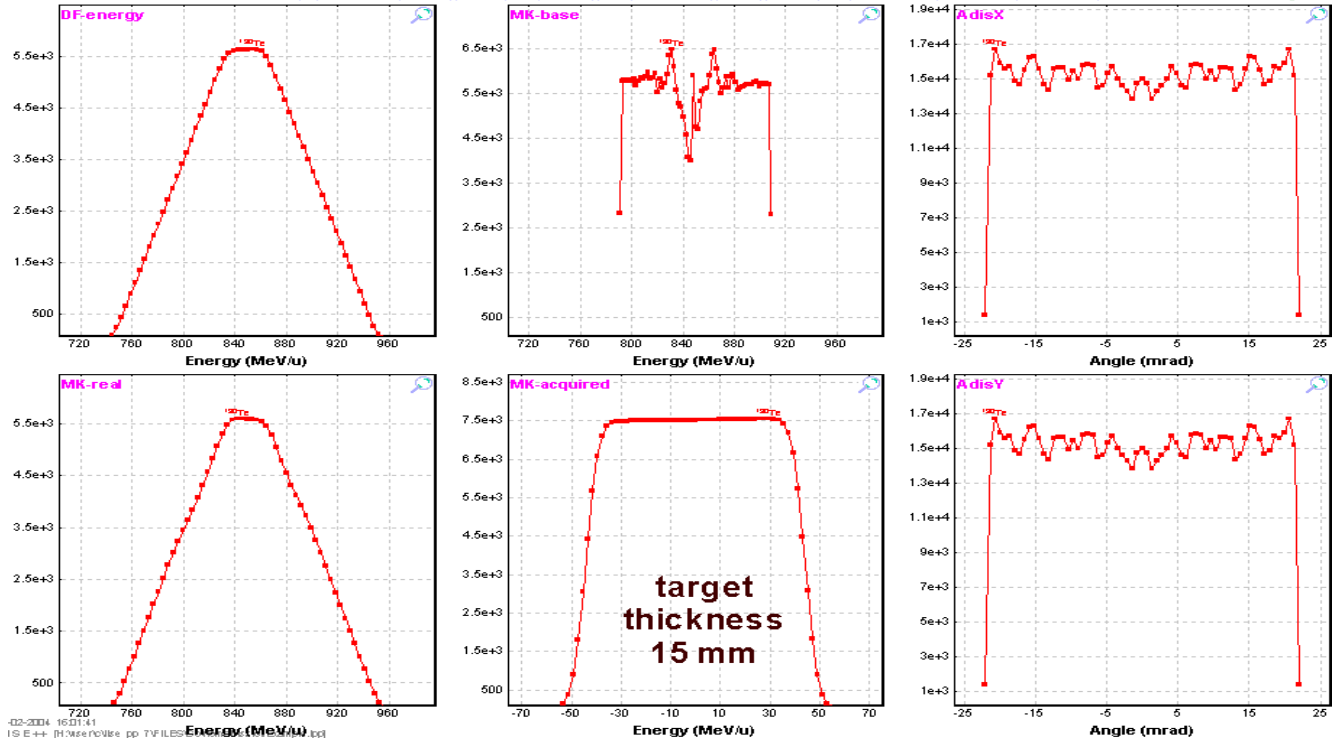 DF-energy
5.5e+3
4.5e+3
3.5e+3
2.5e+3
1.5e+3
500
720 760 800 840 880 920 960
Energy (MeV/u)
MK-base
6.5e+3
5.5e+3
4.5e+3
3.5e+3
2.5e+3
1.5e+3
500
720 760 800 840 880 920 960
Energy (MeV/u)
AdisX
1.9e+4
1.7e+4
1.5e+4
1.3e+4
1.1e+4
9e+3
7e+3
5e+3
3e+3
1e+3
-25 -15 -5 5 15 25
Angle (mrad)
MK-real
5.5e+3
4.5e+3
3.5e+3
2.5e+3
1.5e+3
500
720 760 800 840 880 920 960
Energy (MeV/u)
MK-acquired
8.5e+3
7.5e+3
6.5e+3
5.5e+3
4.5e+3
3.5e+3
2.5e+3
1.5e+3
500
target
thickness
15 mm
-70 -50 -30 -10 10 30 50 70
Energy (MeV/u)
AdisY
1.9e+4
1.7e+4
1.5e+4
1.3e+4
1.1e+4
9e+3
7e+3
5e+3
3e+3
1e+3
-25 -15 -5 5 15 25
Angle (mrad)
-02-2004 16:01:41